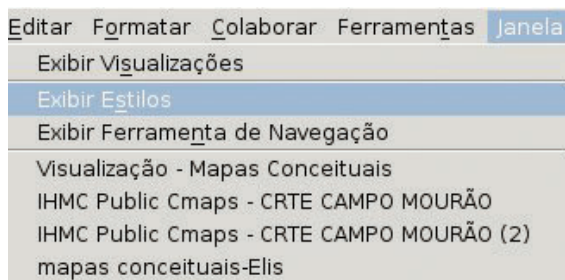 Editar Formatar Colaborar Ferramentas Janela
Exibir Visualizações
Exibir Estilos
Exibir Ferramenta de Navegação
Visualização - Mapas Conceituais
IHMC Public Cmaps - CRTE CAMPO MOURÃO
IHMC Public Cmaps - CRTE CAMPO MOURÃO (2)
mapas conceituais-Elis